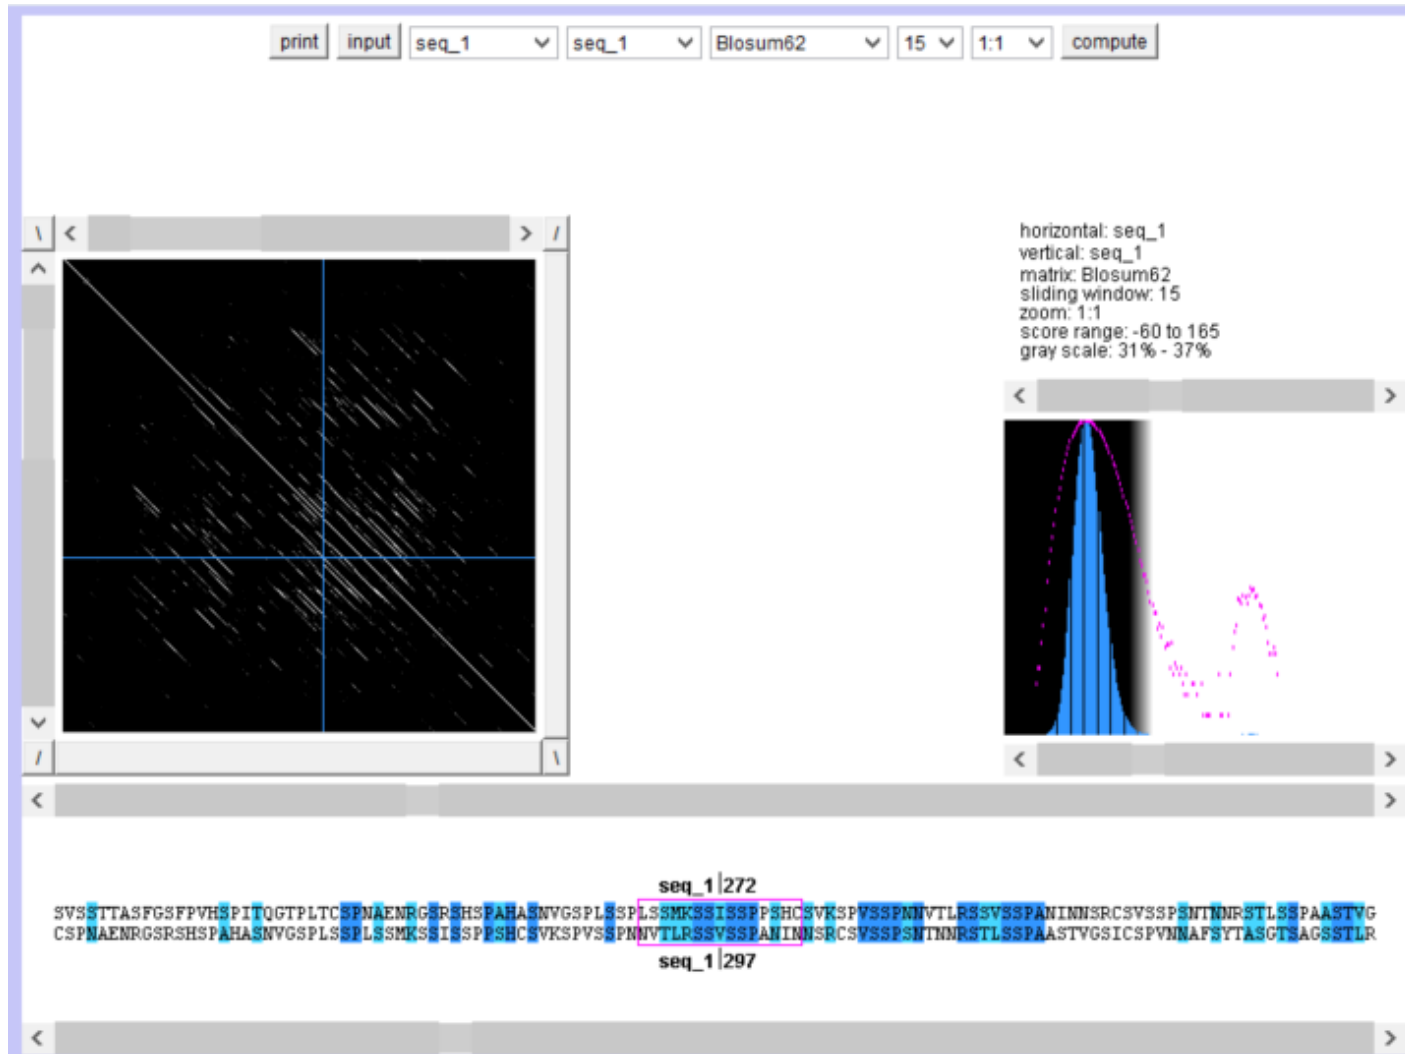 print input seq_1 seq_1 Blosum62 15 1:1 compute
horizontal: seq_1
vertical: seq_1
matrix: Blosum62
sliding window: 15
zoom: 1:1
score range: -60 to 165
gray scale: 31% - 37%
seq_1|272
SVSSTTASFGSFPVHSPITQGTPLTCSPNAENRGSRSHSPAHASNVGSPLSSPLSSMKSSISSPPSHCSVKSPVSSPNNVTLRSSVSSPANINNSRCSVSSPSNTNNRSTLSSPAASTVG
CSPNAENRGSRSHSPAHASNVGSPLSSPLSSMKSSISSPPSHCSVKSPVSSPNNVTLRSSVSSPANINNSRCSVSSPSNTNNRSTLSSPAASTVGSICSPVNNAFSYTASGTSAGSSTLR
seq_1|297